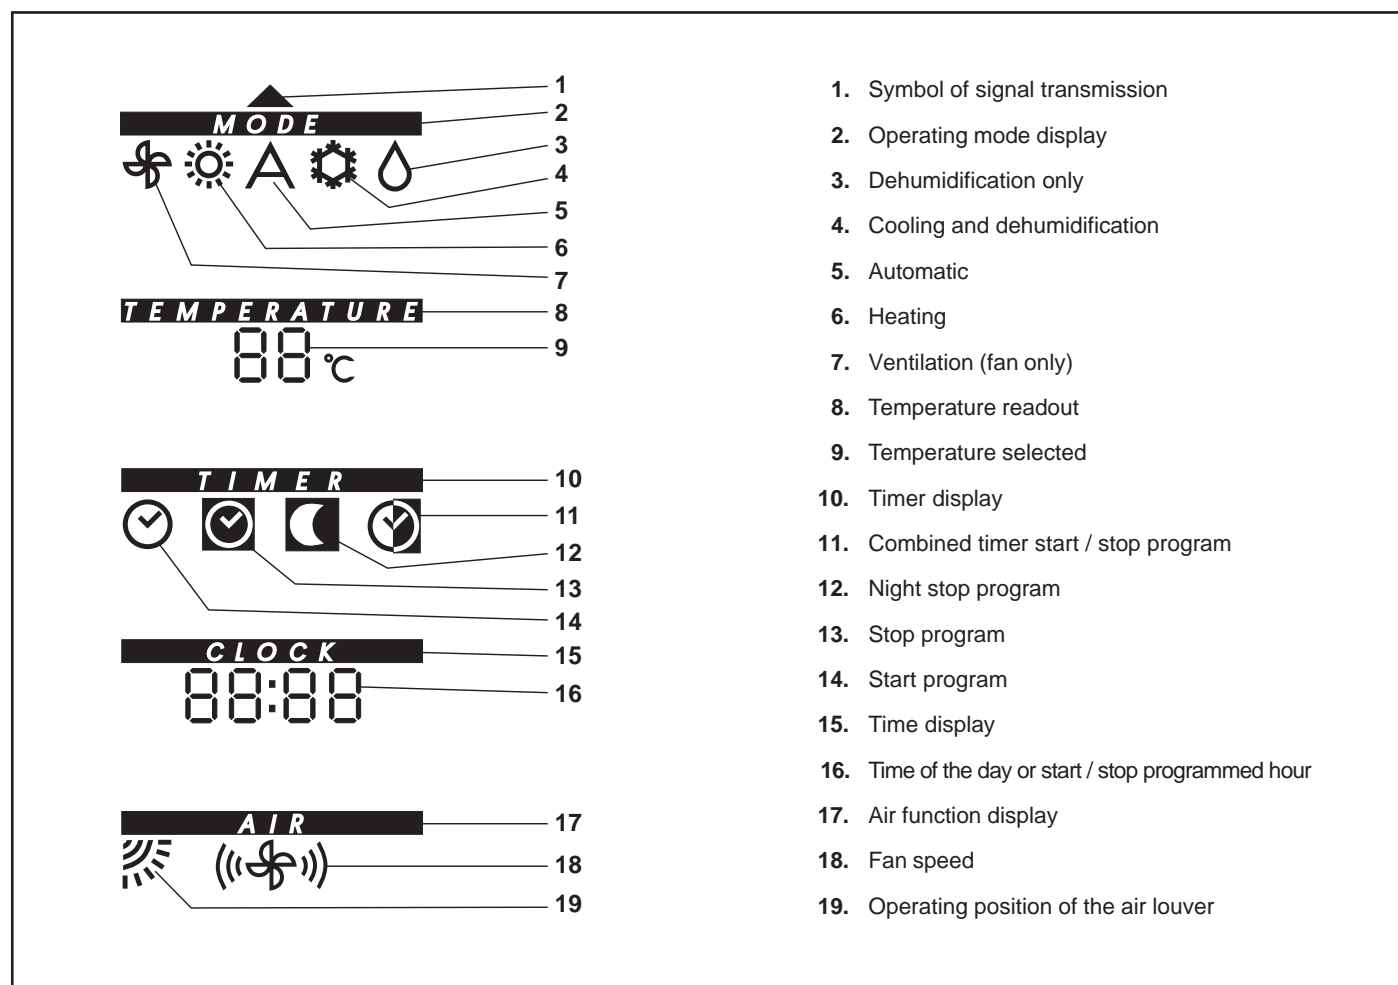 1
MODE
2
3
A
4
5
6
7
TEMPERATURE
8
88 °C
9
TIMER
10
11
12
13
14
CLOCK
15
88:88
16
AIR
17
18
19
1. Symbol of signal transmission
2. Operating mode display
3. Dehumidification only
4. Cooling and dehumidification
5. Automatic
6. Heating
7. Ventilation (fan only)
8. Temperature readout
9. Temperature selected
10. Timer display
11. Combined timer start / stop program
12. Night stop program
13. Stop program
14. Start program
15. Time display
16. Time of the day or start / stop programmed hour
17. Air function display
18. Fan speed
19. Operating position of the air louver